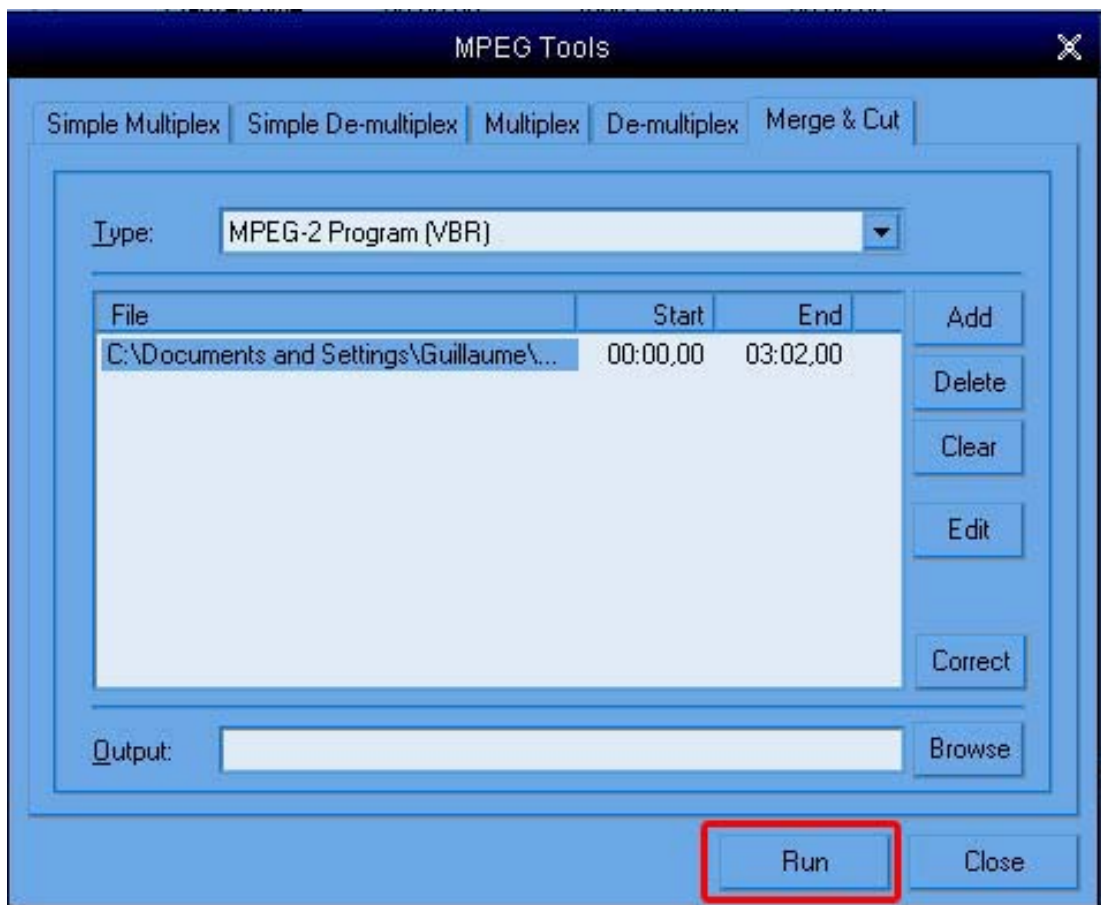 MPEG Tools
Simple Multiplex Simple De-multiplex Multiplex De-multiplex Merge & Cut
Type: MPEG-2 Program (VBR)
File Start End
C:\Documents and Settings\Guillaume\... 00:00,00 03:02,00
Add
Delete
Clear
Edit
Correct
Output: Browse
Run Close